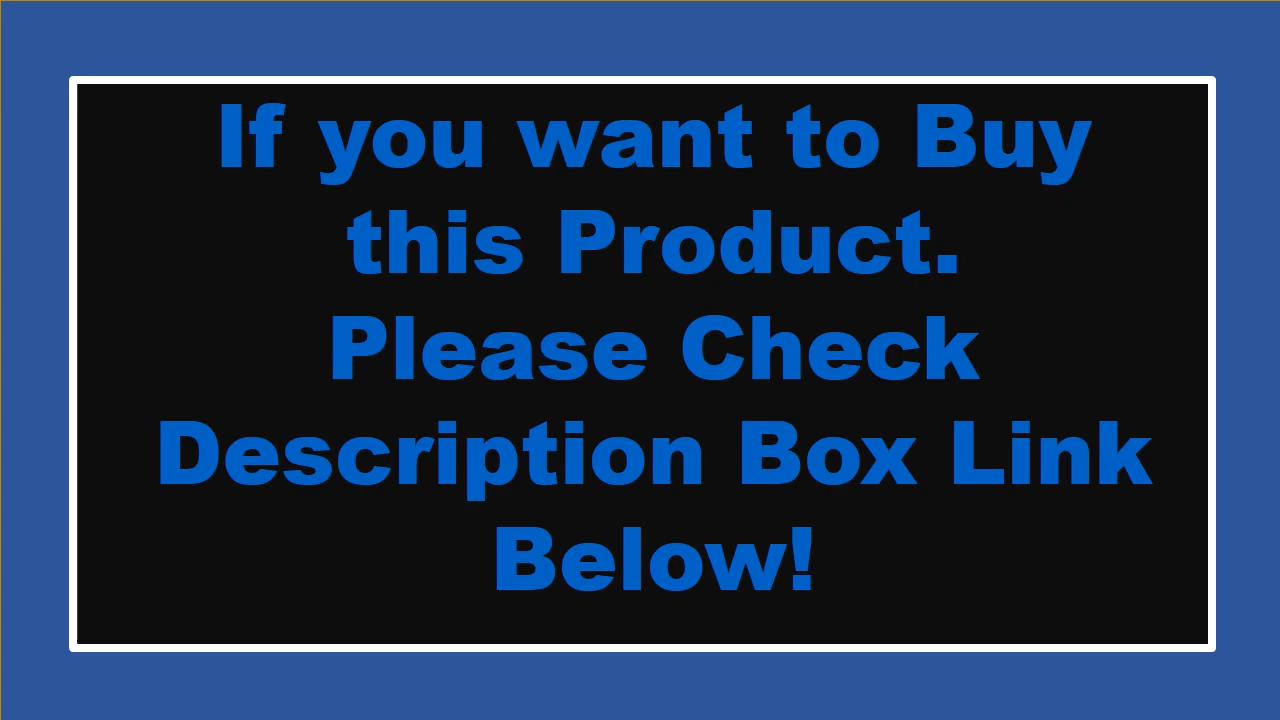 If you want to Buy
this Product.
Please Check
Description Box Link
Below!